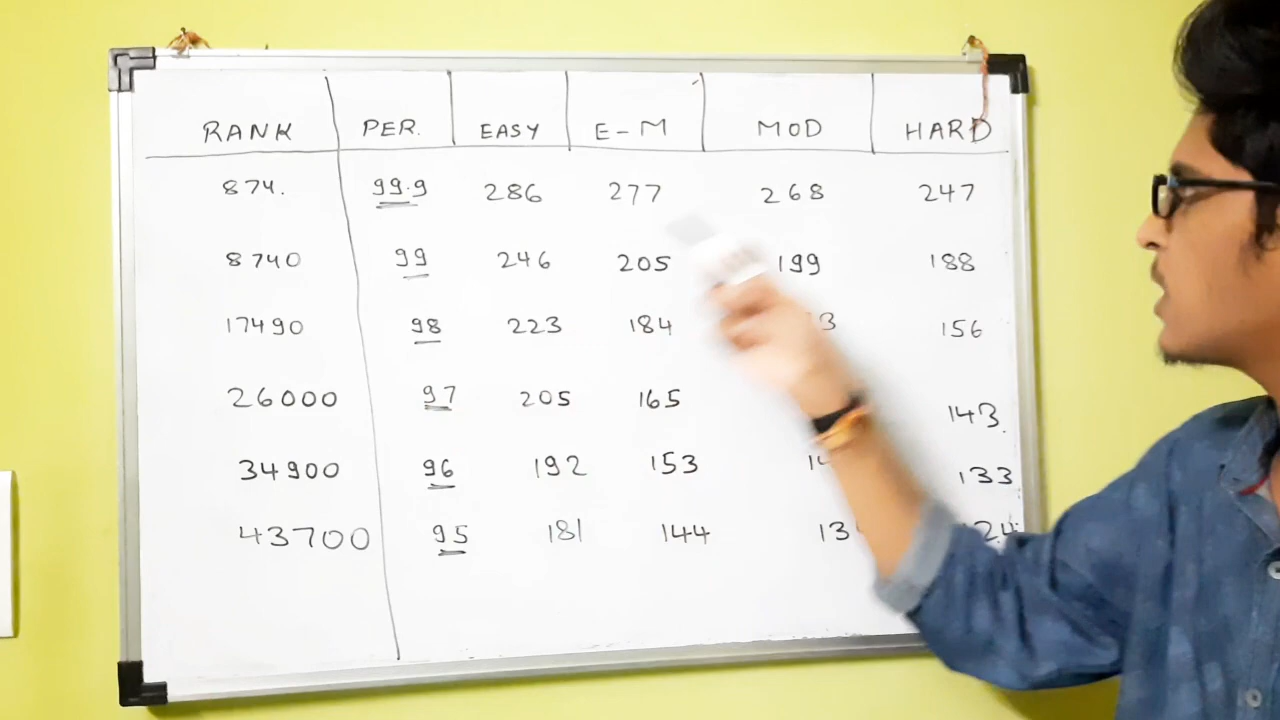 RANK PER. EASY E-M MOD HARD
874. 99.9 286 277 268 247
8740 99 246 205 199 188
17490 98 223 184 156
26000 97 205 165 143.
34900 96 192 153 133
43700 95 181 144